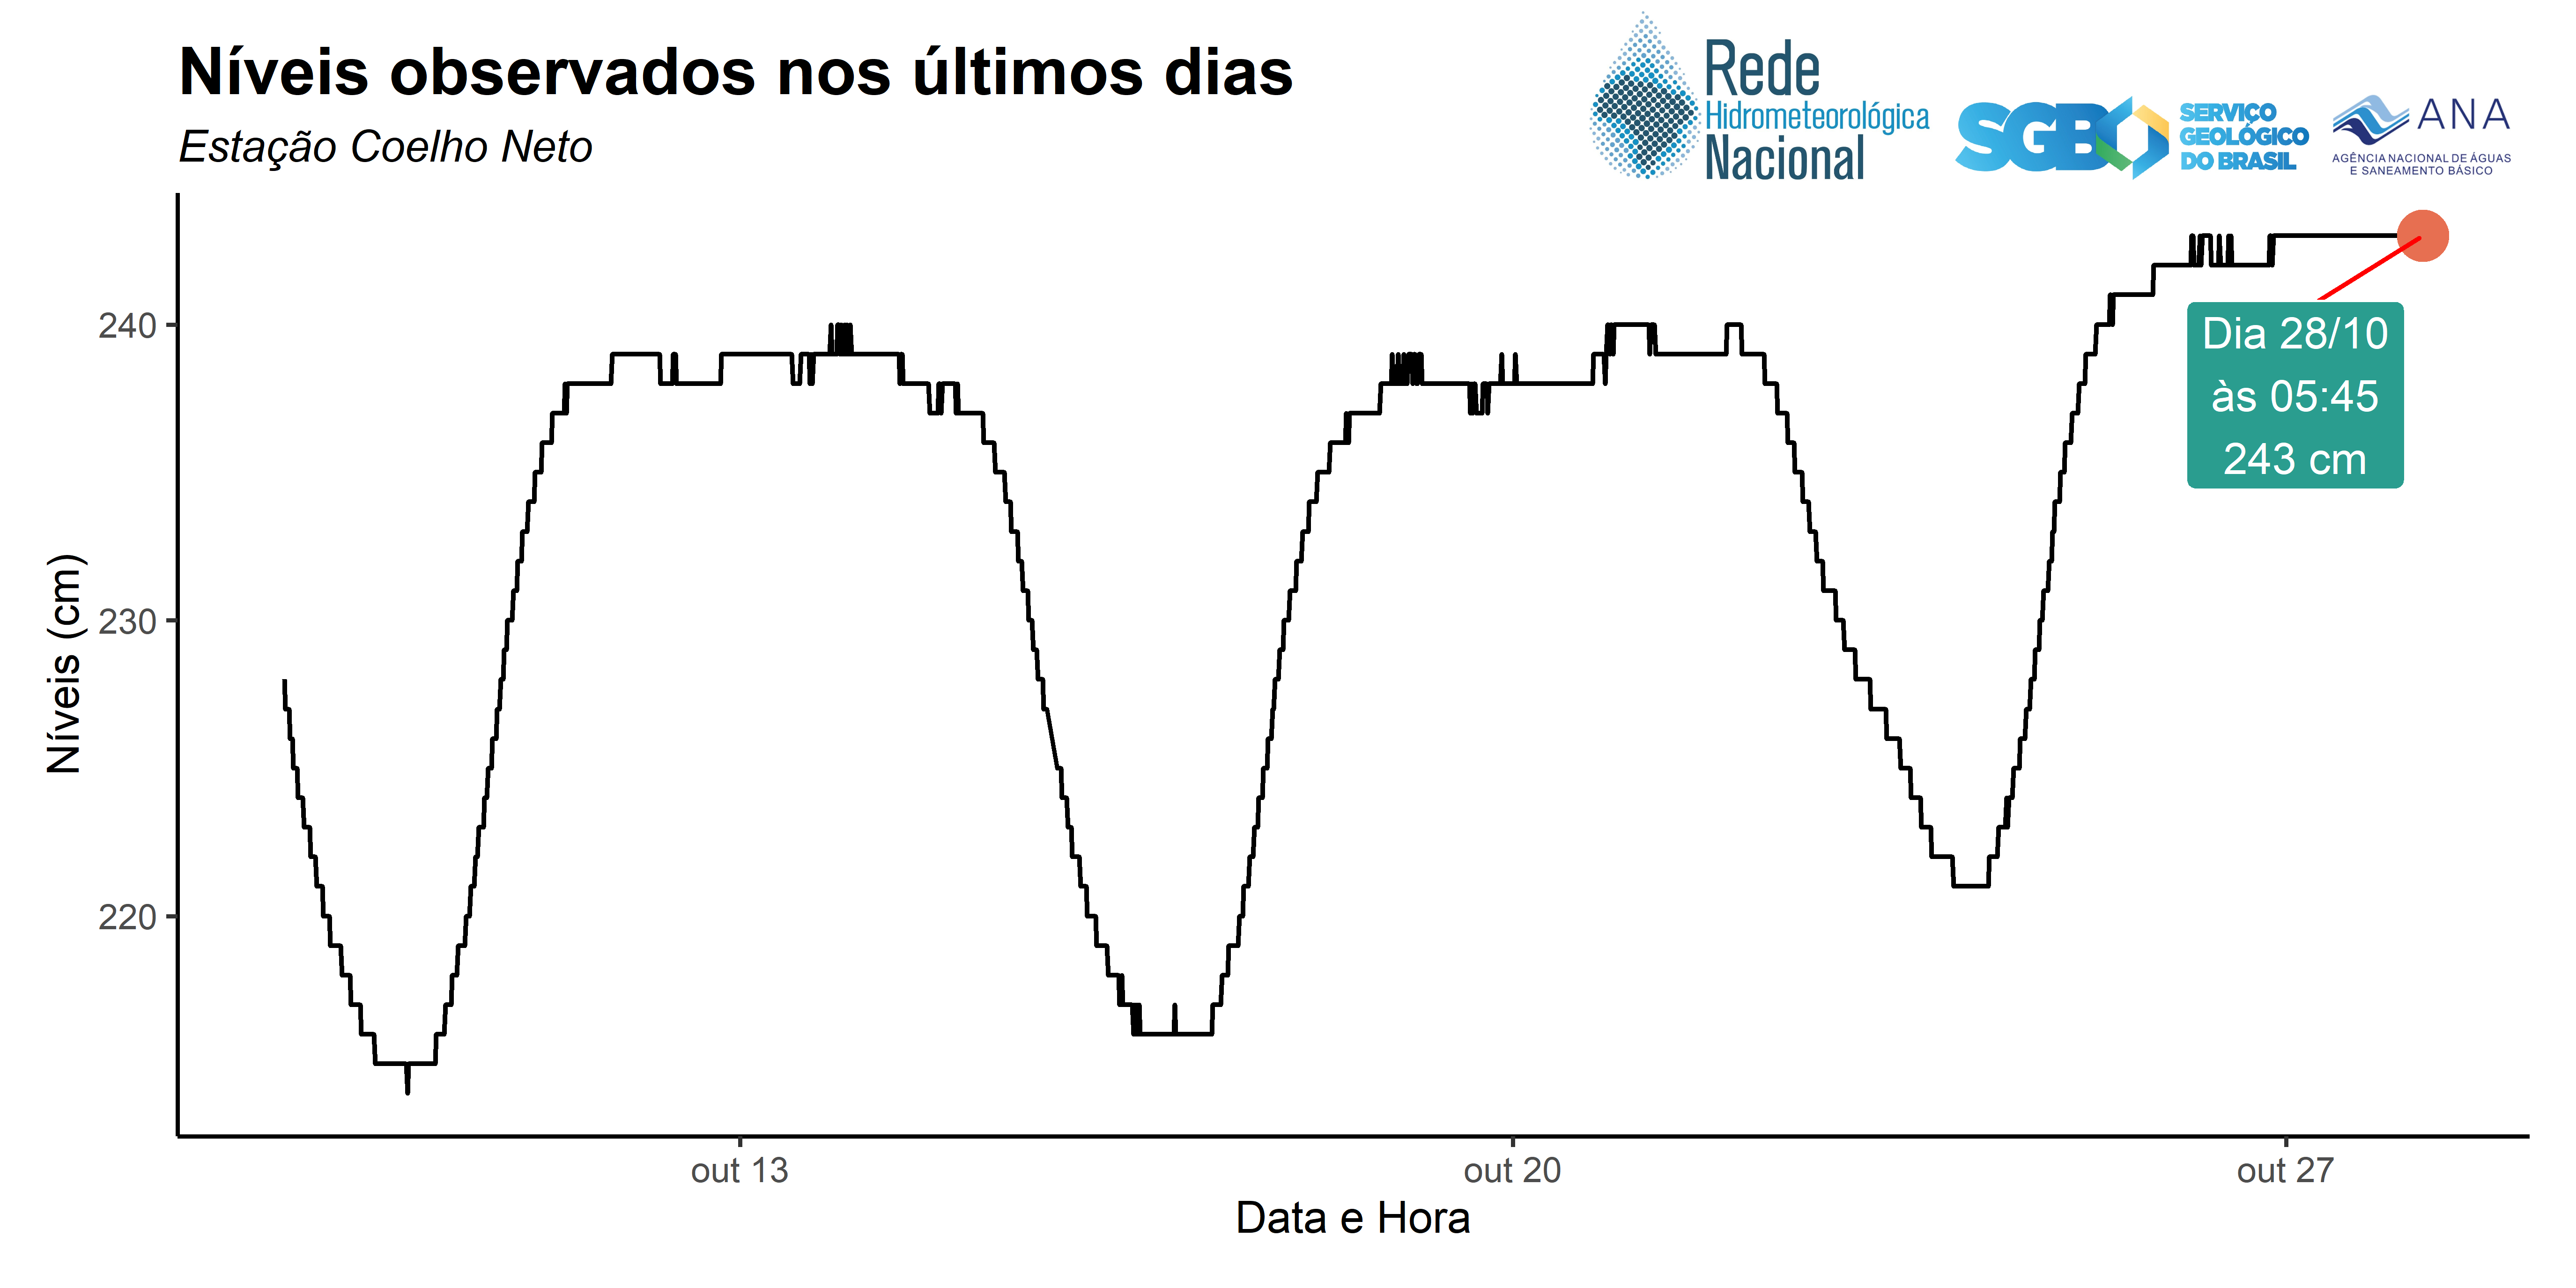 Níveis observados nos últimos dias
Estação Coelho Neto
Rede
Hidrometeorológica
Nacional
SGB
SERVIÇO
GEOLÓGICO
DO BRASIL
ANA
AGÊNCIA NACIONAL DE ÁGUAS
E SANEAMENTO BÁSICO
Níveis (cm)
240
230
220
Dia 28/10
às 05:45
243 cm
out 13
out 20
out 27
Data e Hora